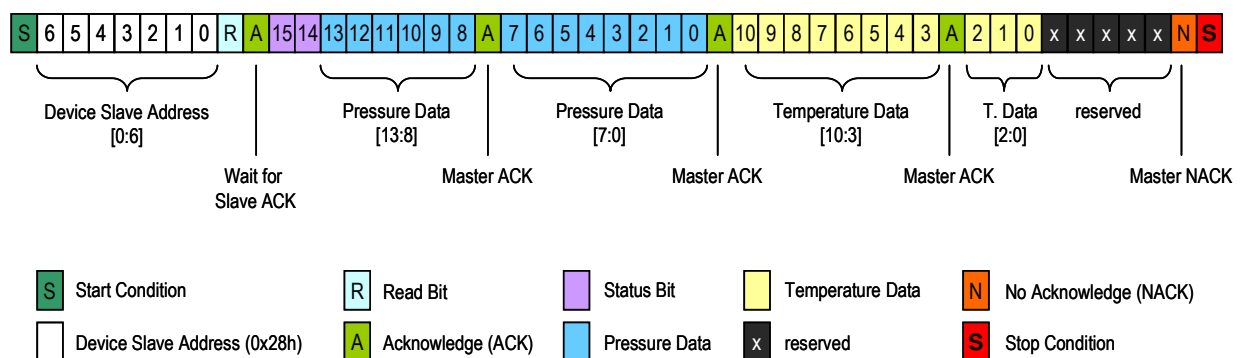 S 6 5 4 3 2 1 0 R A 15 14 13 12 11 10 9 8 A 7 6 5 4 3 2 1 0 A 10 9 8 7 6 5 4 3 A 2 1 0 x x x x x N S
Device Slave Address Pressure Data Pressure Data Temperature Data T. Data reserved
[0:6] [13:8] [7:0] [10:3] [2:0]
Wait for Master ACK Master ACK Master ACK Master NACK
Slave ACK
S Start Condition R Read Bit Status Bit Temperature Data N No Acknowledge (NACK)
Device Slave Address (0x28h) A Acknowledge (ACK) Pressure Data x reserved S Stop Condition